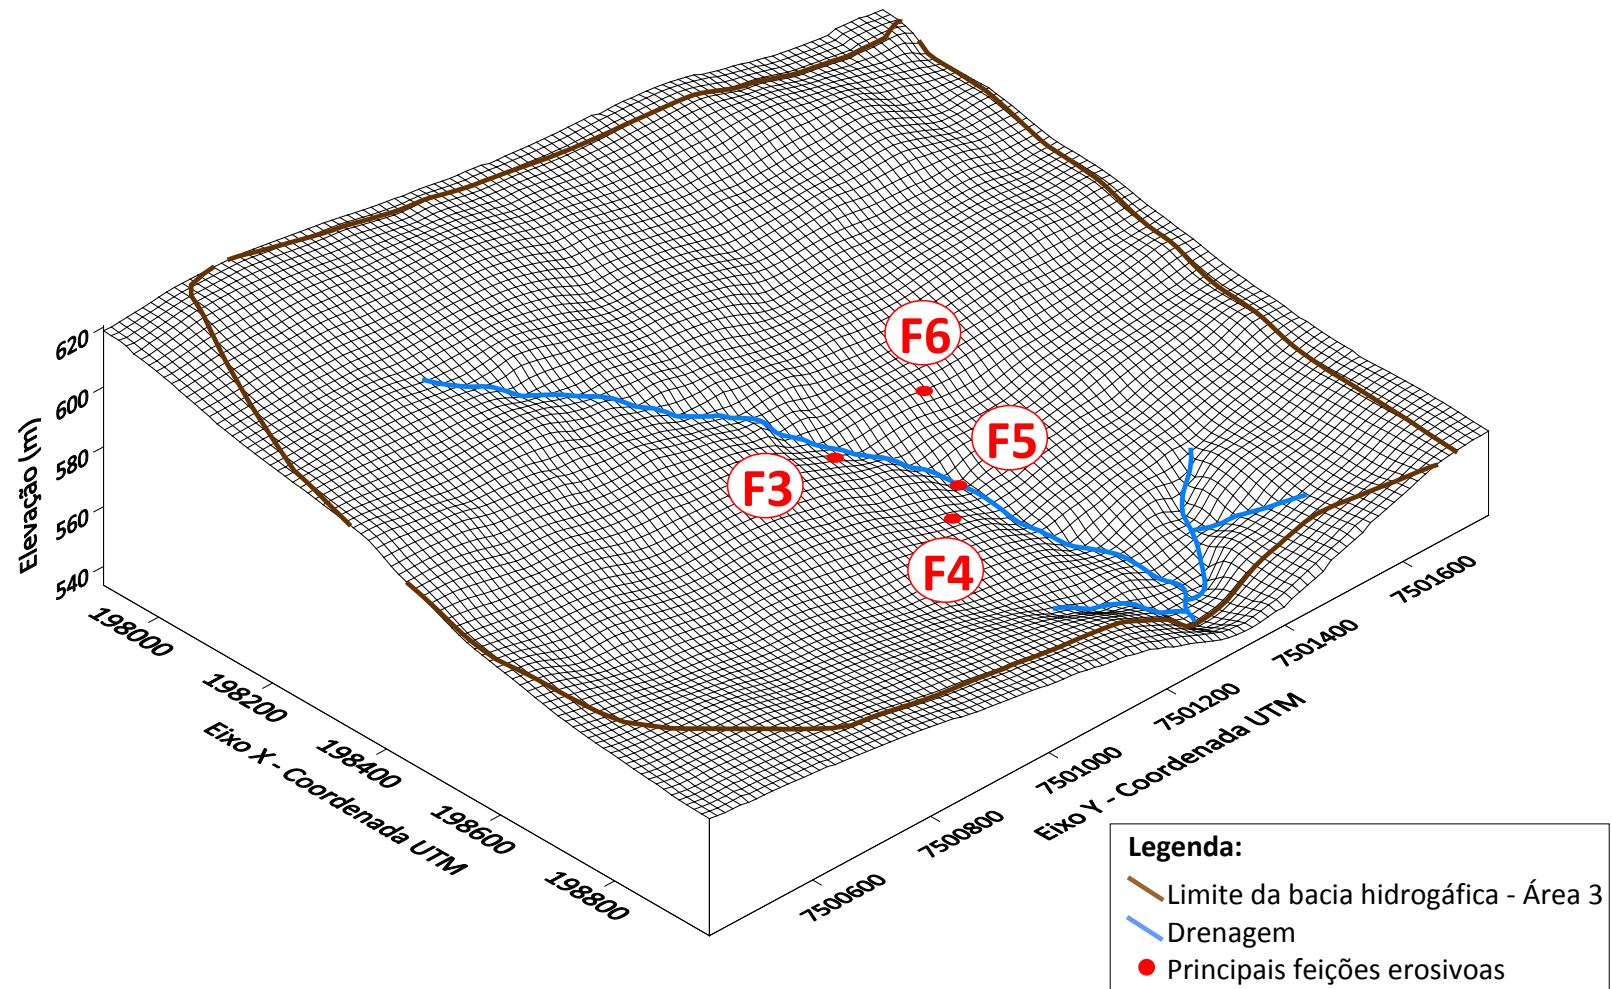 F6
F5
F3
F4
Elevação (m)
620
600
580
560
540
198000
198200
198400
198600
198800
Eixo X - Coordenada UTM
7500600
7500800
7501000
7501200
7501400
7501600
Eixo Y - Coordenada UTM
Legenda:
Limite da bacia hidrogáfica - Área 3
Drenagem
Principais feições erosivoas